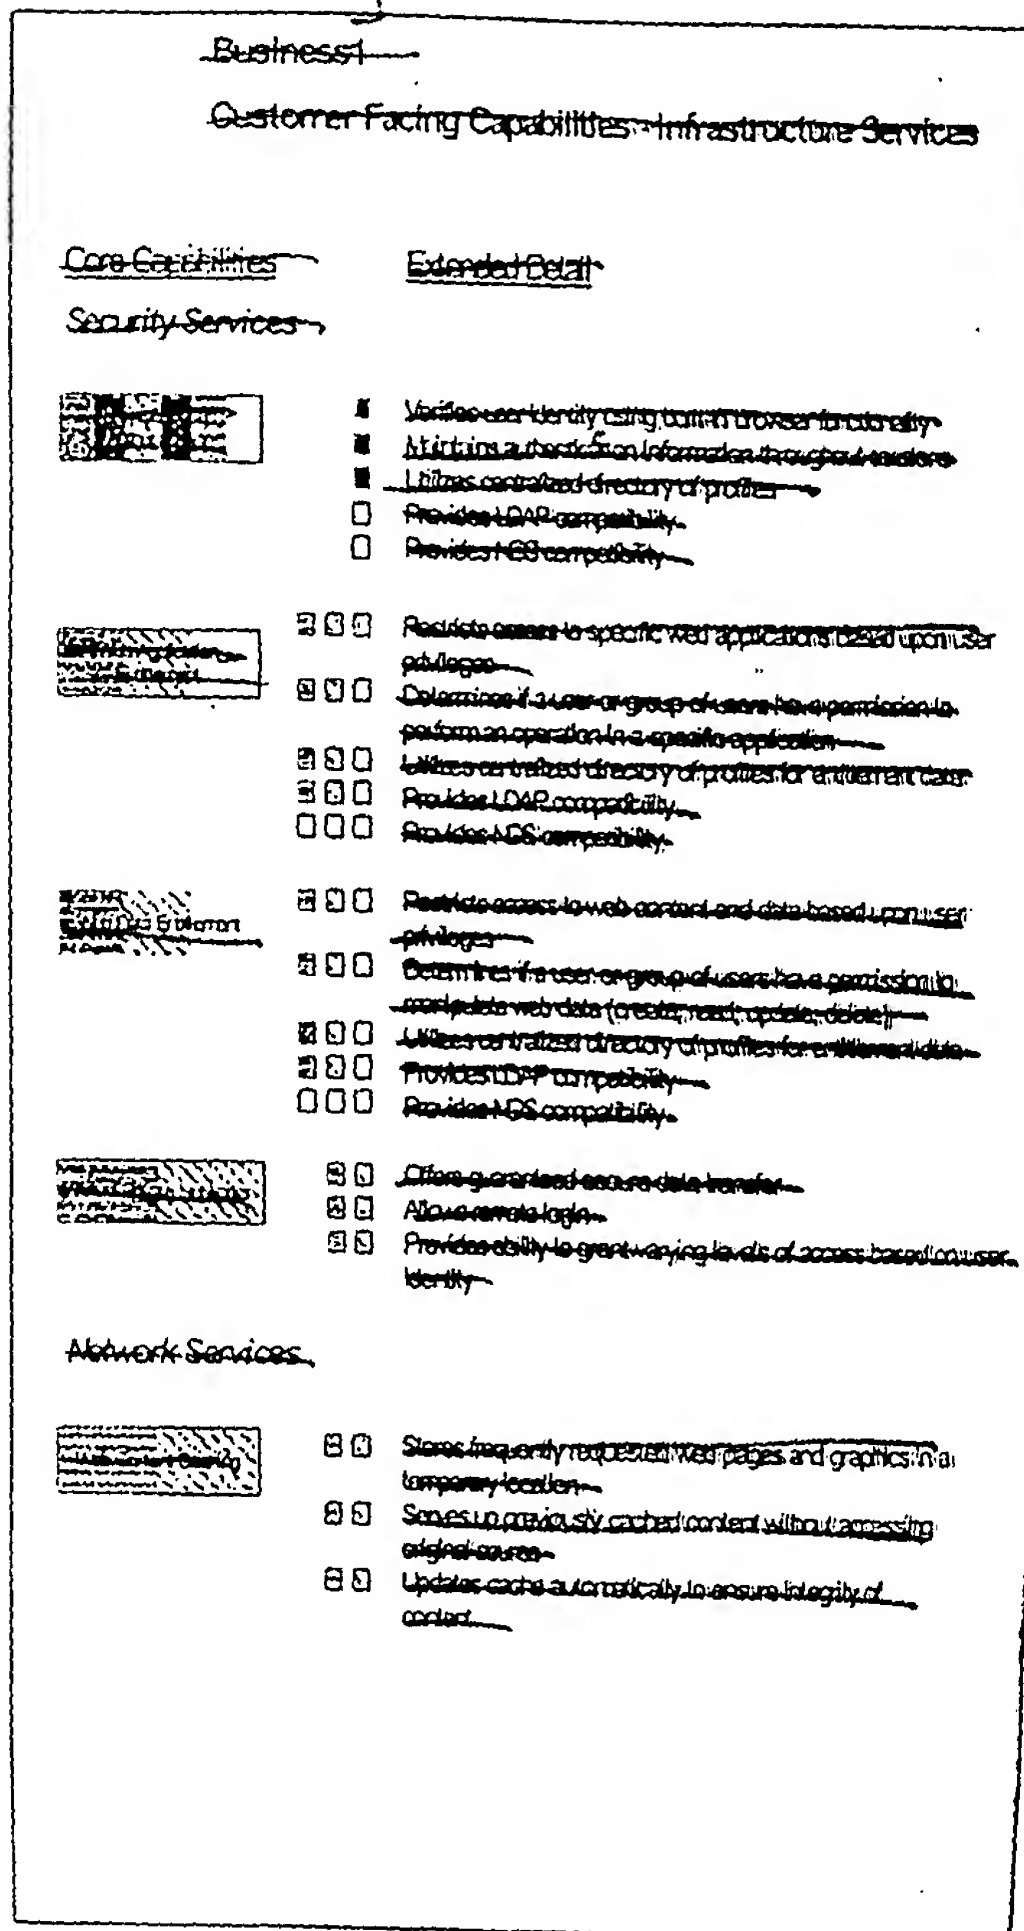 Business 1
Customer Facing Capabilities - Infrastructure Services
Core Capabilities
Extended Detail
Security Services
Verifies user identity using built-in browser functionality
Maintains authentication information throughout sessions
Utilizes centralized directory of profiles
Provides LDAP compatibility
Provides NDS compatibility
Restricts access to specific web applications based upon user
privileges
Determines if a user or group of users have permission to
perform an operation in a specific application
Utilizes centralized directory of profiles for entitlement data
Provides LDAP compatibility
Provides NDS compatibility
Entitlement
Restricts access to web content and data based upon user
privileges
Determines if a user or group of users have a permission to
manipulate web data (create, read, update, delete)
Utilizes centralized directory of profiles for entitlement data
Provides LDAP compatibility
Provides NDS compatibility
Offers guaranteed secure data transfer
Allows remote login
Provides ability to grant varying levels of access based on user
identity
Network Services
Caching
Stores frequently requested web pages and graphics in a
temporary location
Serves up previously cached content without accessing
original source
Updates cache automatically to ensure integrity of
content